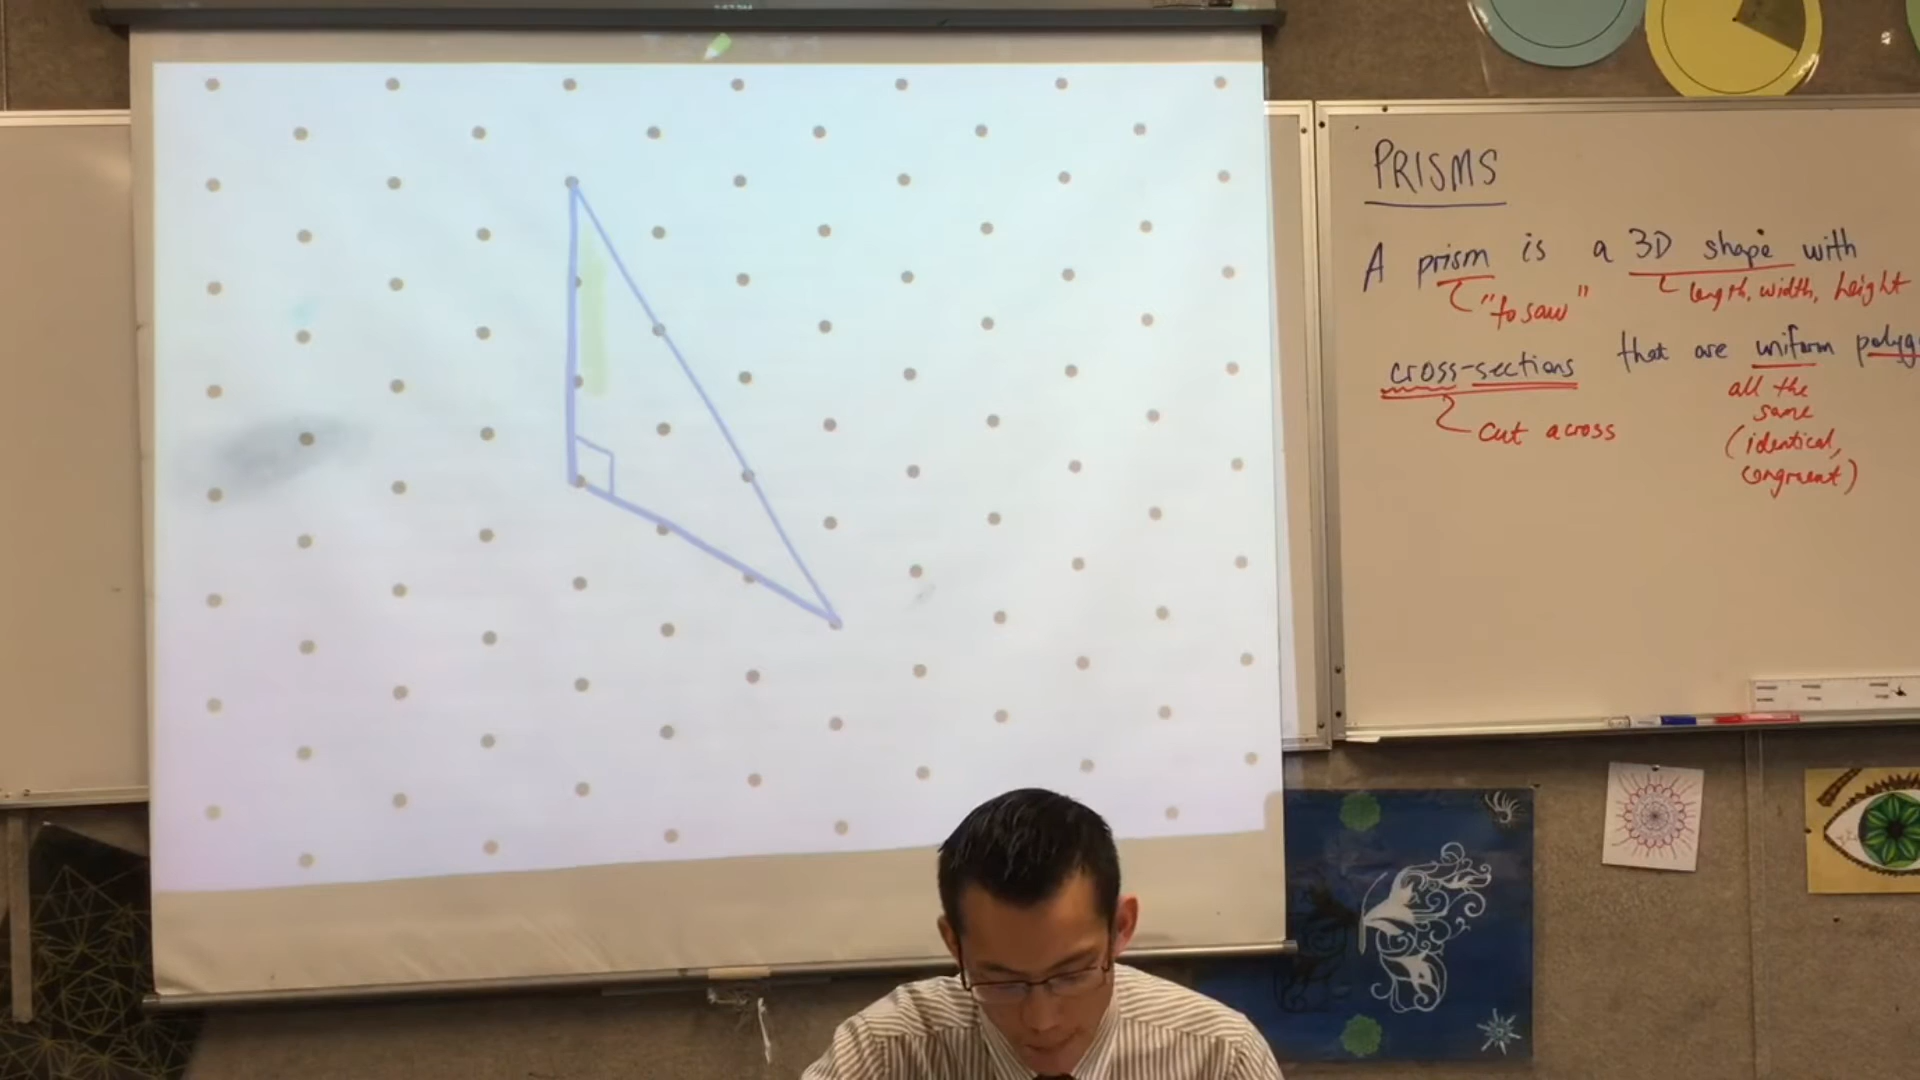 PRISMS
A prism is a 3D shape with
"to saw"
length, width, height
cross-sections that are uniform
cut across
all the
same
(identical,
congruent)